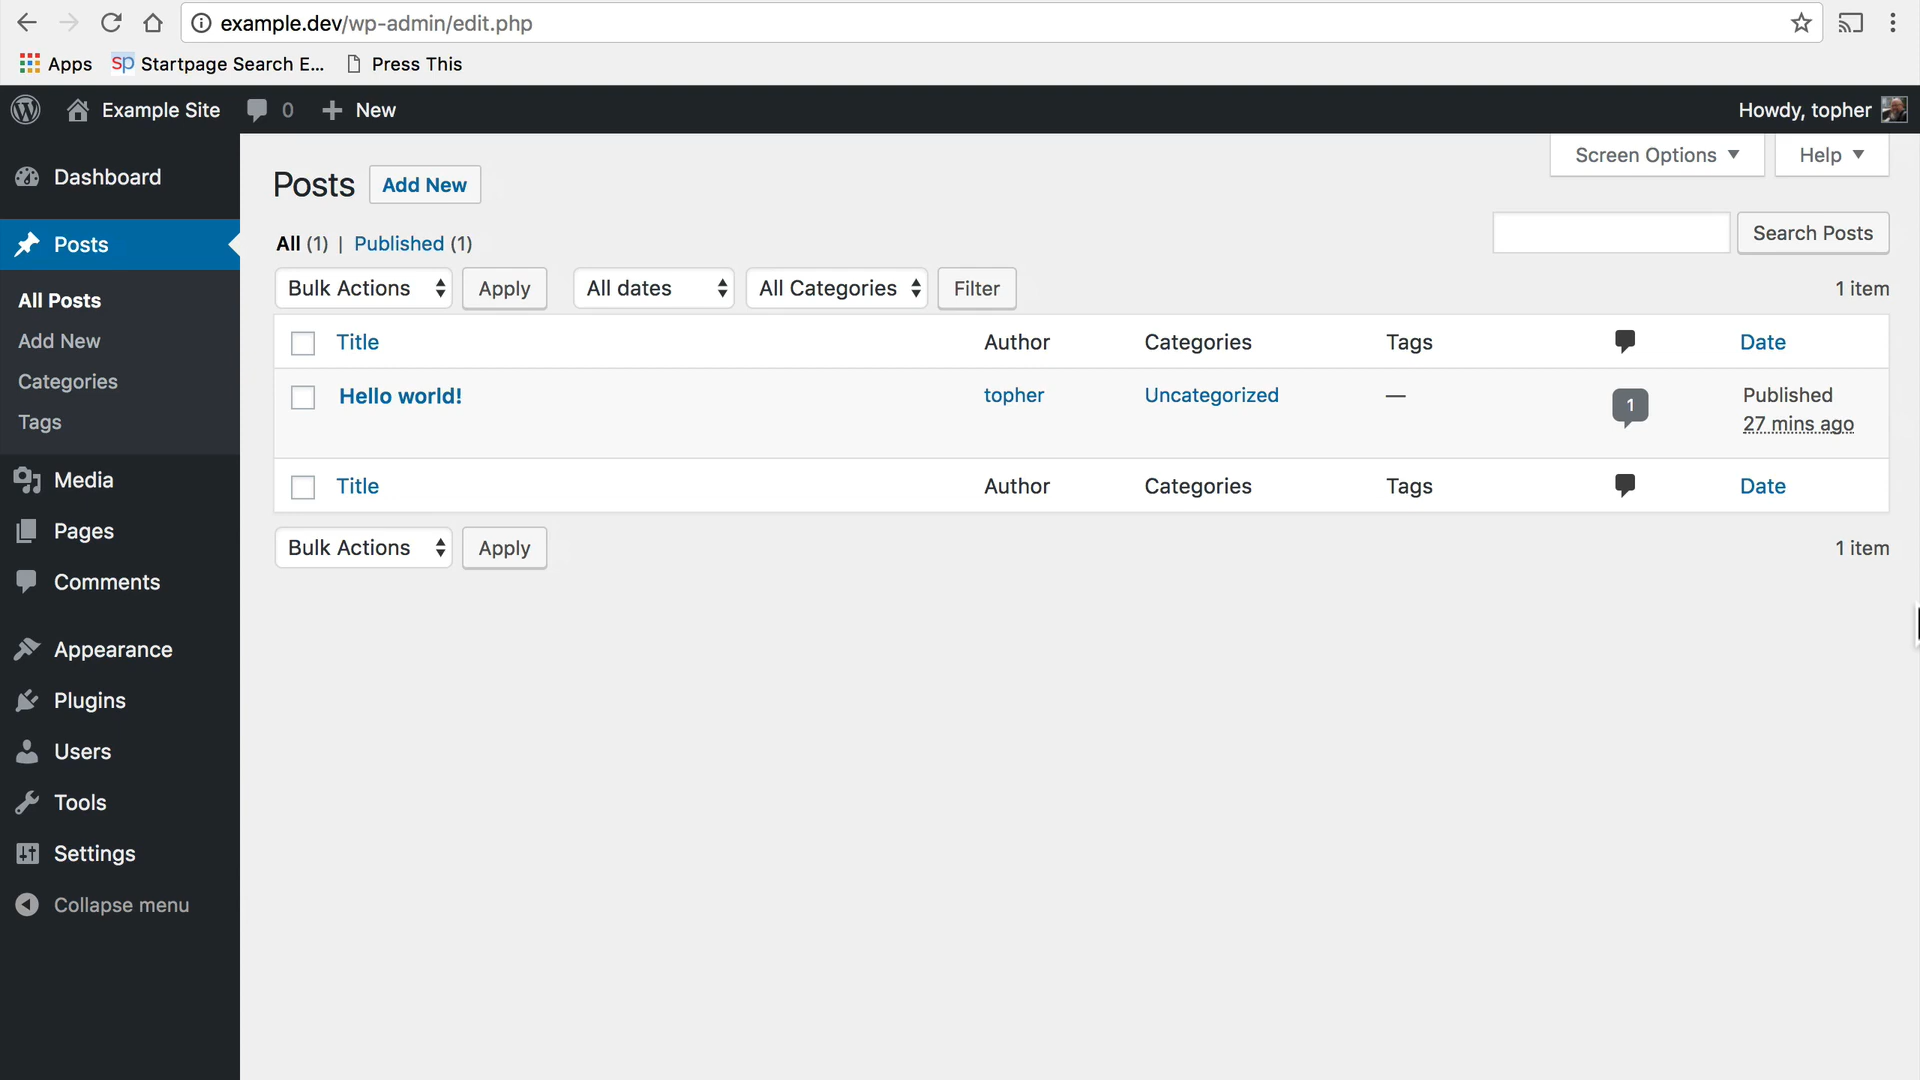 example.dev/wp-admin/edit.php
Apps sp Startpage Search E... Press This
Example Site 0 New Howdy, topher
Screen Options Help
Dashboard
Posts
All Posts
Add New
Categories
Tags
Media
Pages
Comments
Appearance
Plugins
Users
Tools
Settings
Collapse menu
Posts Add New
Search Posts
All (1) | Published (1)
Bulk Actions Apply All dates All Categories Filter 1 item
Title Author Categories Tags Date
Hello world! topher Uncategorized — 1 Published
27 mins ago
Title Author Categories Tags Date
Bulk Actions Apply 1 item